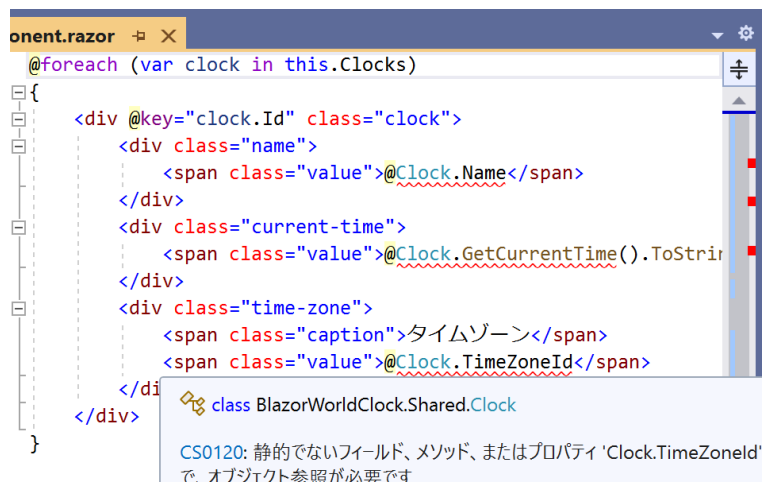 onent.razor
@foreach (var clock in this.Clocks)
{
<div @key="clock.Id" class="clock">
<div class="name">
<span class="value">@Clock.Name</span>
</div>
<div class="current-time">
<span class="value">@Clock.GetCurrentTime().ToStrin
</div>
<div class="time-zone">
<span class="caption">タイムゾーン</span>
<span class="value">@Clock.TimeZoneId</span>
</di
class BlazorWorldClock.Shared.Clock
</div>
CS0120: 静的でないフィールド、メソッド、またはプロパティ 'Clock.TimeZoneId'
}
で、オブジェクト参照が必要です